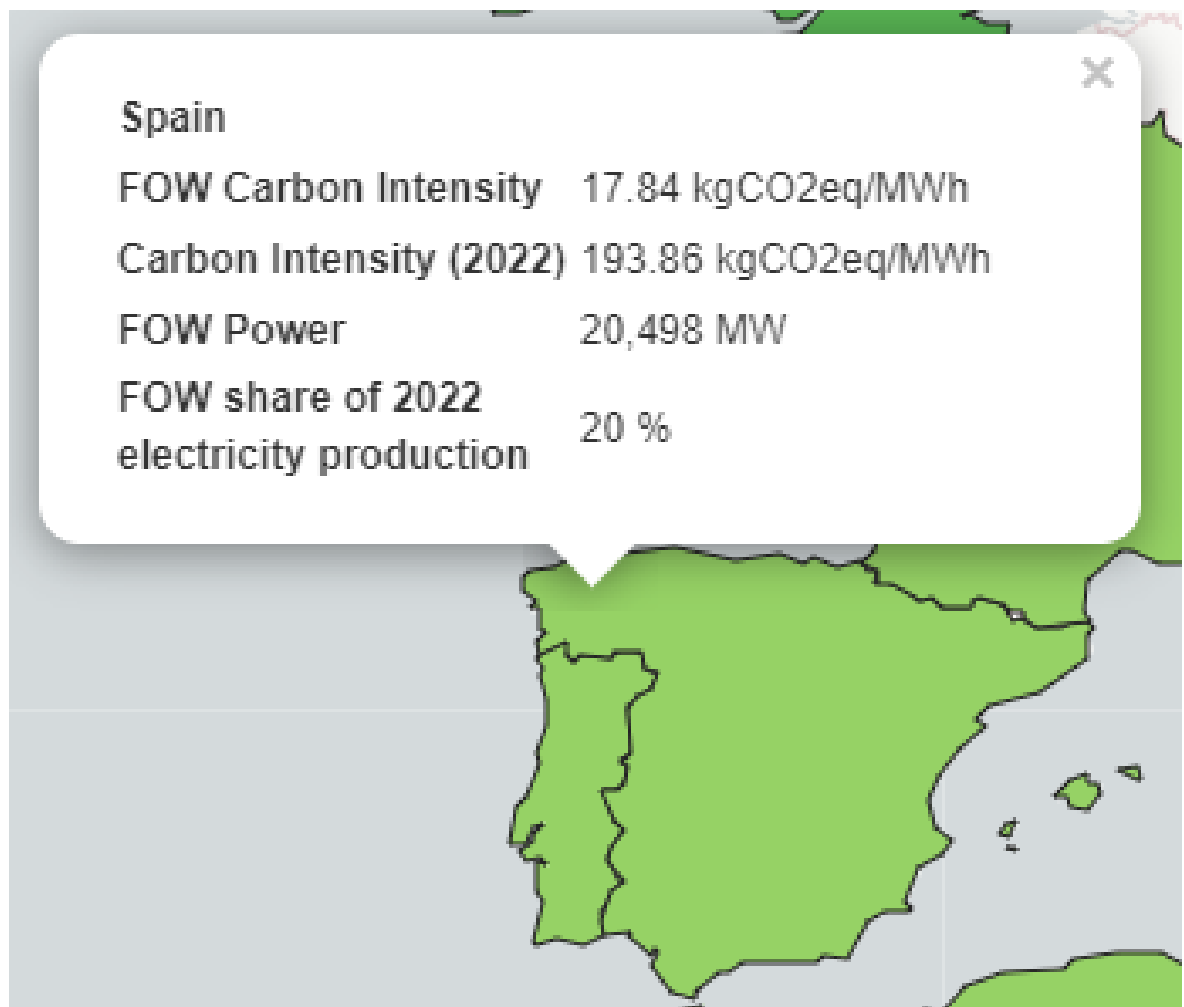 ×
Spain
FOW Carbon Intensity 17.84 kgCO2eq/MWh
Carbon Intensity (2022) 193.86 kgCO2eq/MWh
FOW Power 20,498 MW
FOW share of 2022
electricity production 20 %